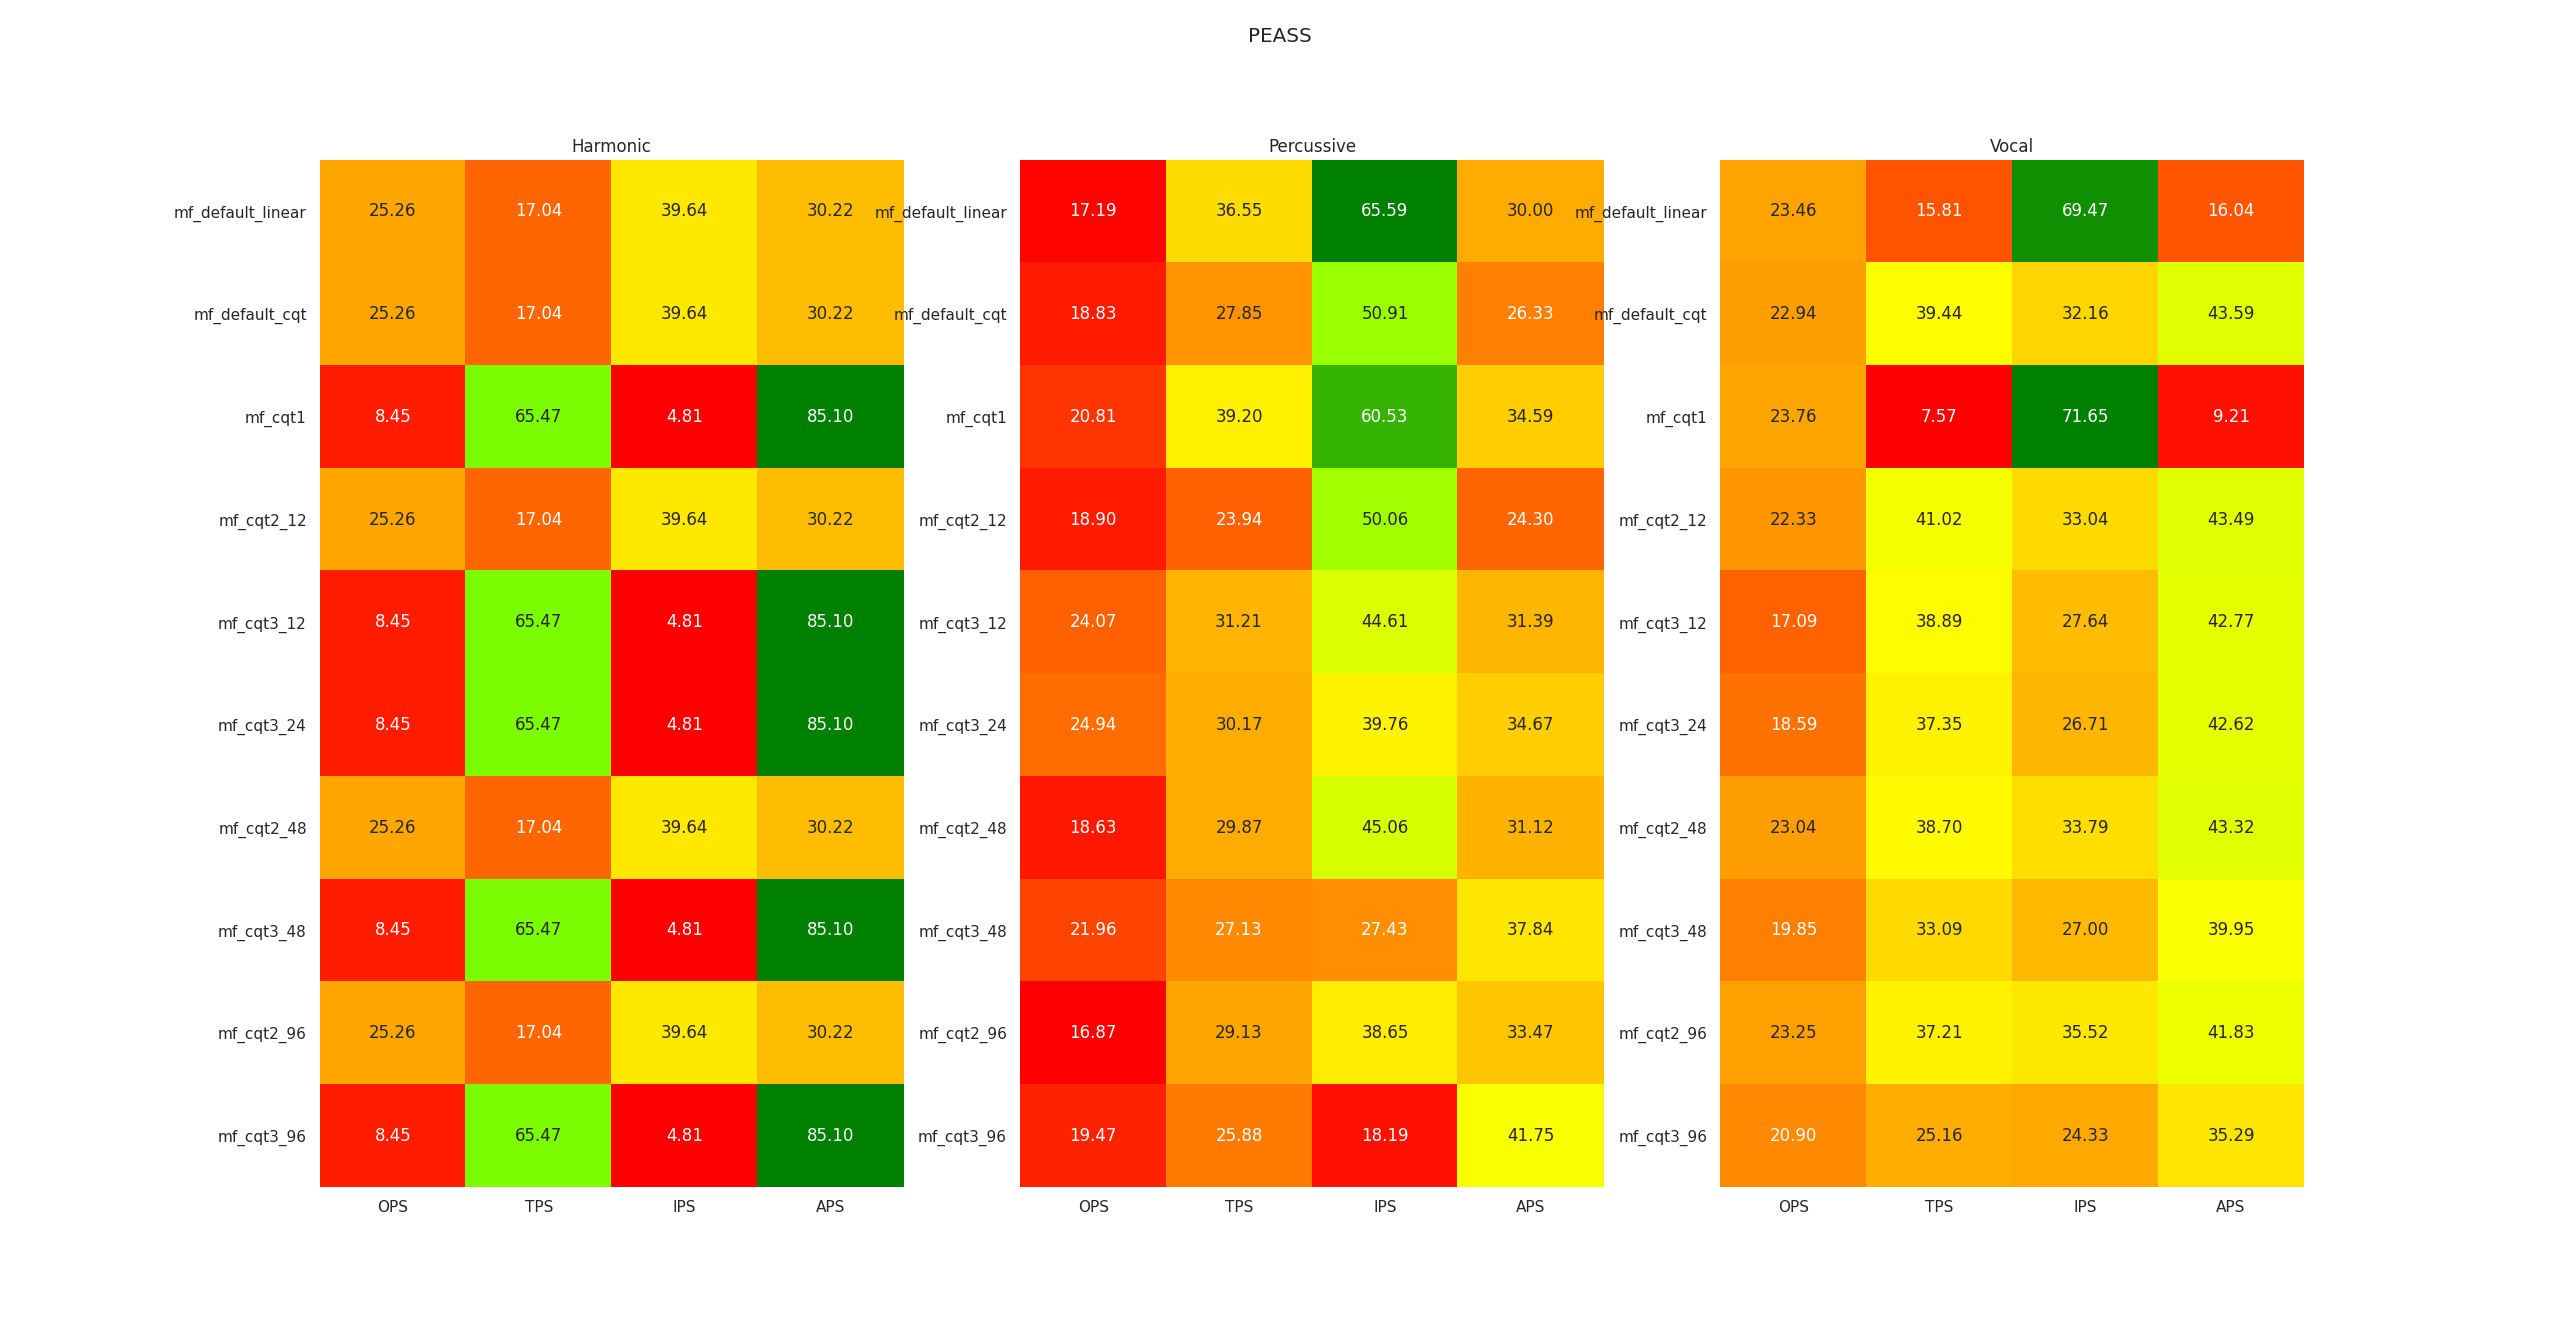 PEASS
Harmonic Percussive Vocal
mf_default_linear 25.26 17.04 39.64 30.22 mf_default_linear 17.19 36.55 65.59 30.00 mf_default_linear 23.46 15.81 69.47 16.04
mf_default_cqt 25.26 17.04 39.64 30.22 mf_default_cqt 18.83 27.85 50.91 26.33 mf_default_cqt 22.94 39.44 32.16 43.59
mf_cqt1 8.45 65.47 4.81 85.10 mf_cqt1 20.81 39.20 60.53 34.59 mf_cqt1 23.76 7.57 71.65 9.21
mf_cqt2_12 25.26 17.04 39.64 30.22 mf_cqt2_12 18.90 23.94 50.06 24.30 mf_cqt2_12 22.33 41.02 33.04 43.49
mf_cqt3_12 8.45 65.47 4.81 85.10 mf_cqt3_12 24.07 31.21 44.61 31.39 mf_cqt3_12 17.09 38.89 27.64 42.77
mf_cqt3_24 8.45 65.47 4.81 85.10 mf_cqt3_24 24.94 30.17 39.76 34.67 mf_cqt3_24 18.59 37.35 26.71 42.62
mf_cqt2_48 25.26 17.04 39.64 30.22 mf_cqt2_48 18.63 29.87 45.06 31.12 mf_cqt2_48 23.04 38.70 33.79 43.32
mf_cqt3_48 8.45 65.47 4.81 85.10 mf_cqt3_48 21.96 27.13 27.43 37.84 mf_cqt3_48 19.85 33.09 27.00 39.95
mf_cqt2_96 25.26 17.04 39.64 30.22 mf_cqt2_96 16.87 29.13 38.65 33.47 mf_cqt2_96 23.25 37.21 35.52 41.83
mf_cqt3_96 8.45 65.47 4.81 85.10 mf_cqt3_96 19.47 25.88 18.19 41.75 mf_cqt3_96 20.90 25.16 24.33 35.29
OPS TPS IPS APS OPS TPS IPS APS OPS TPS IPS APS